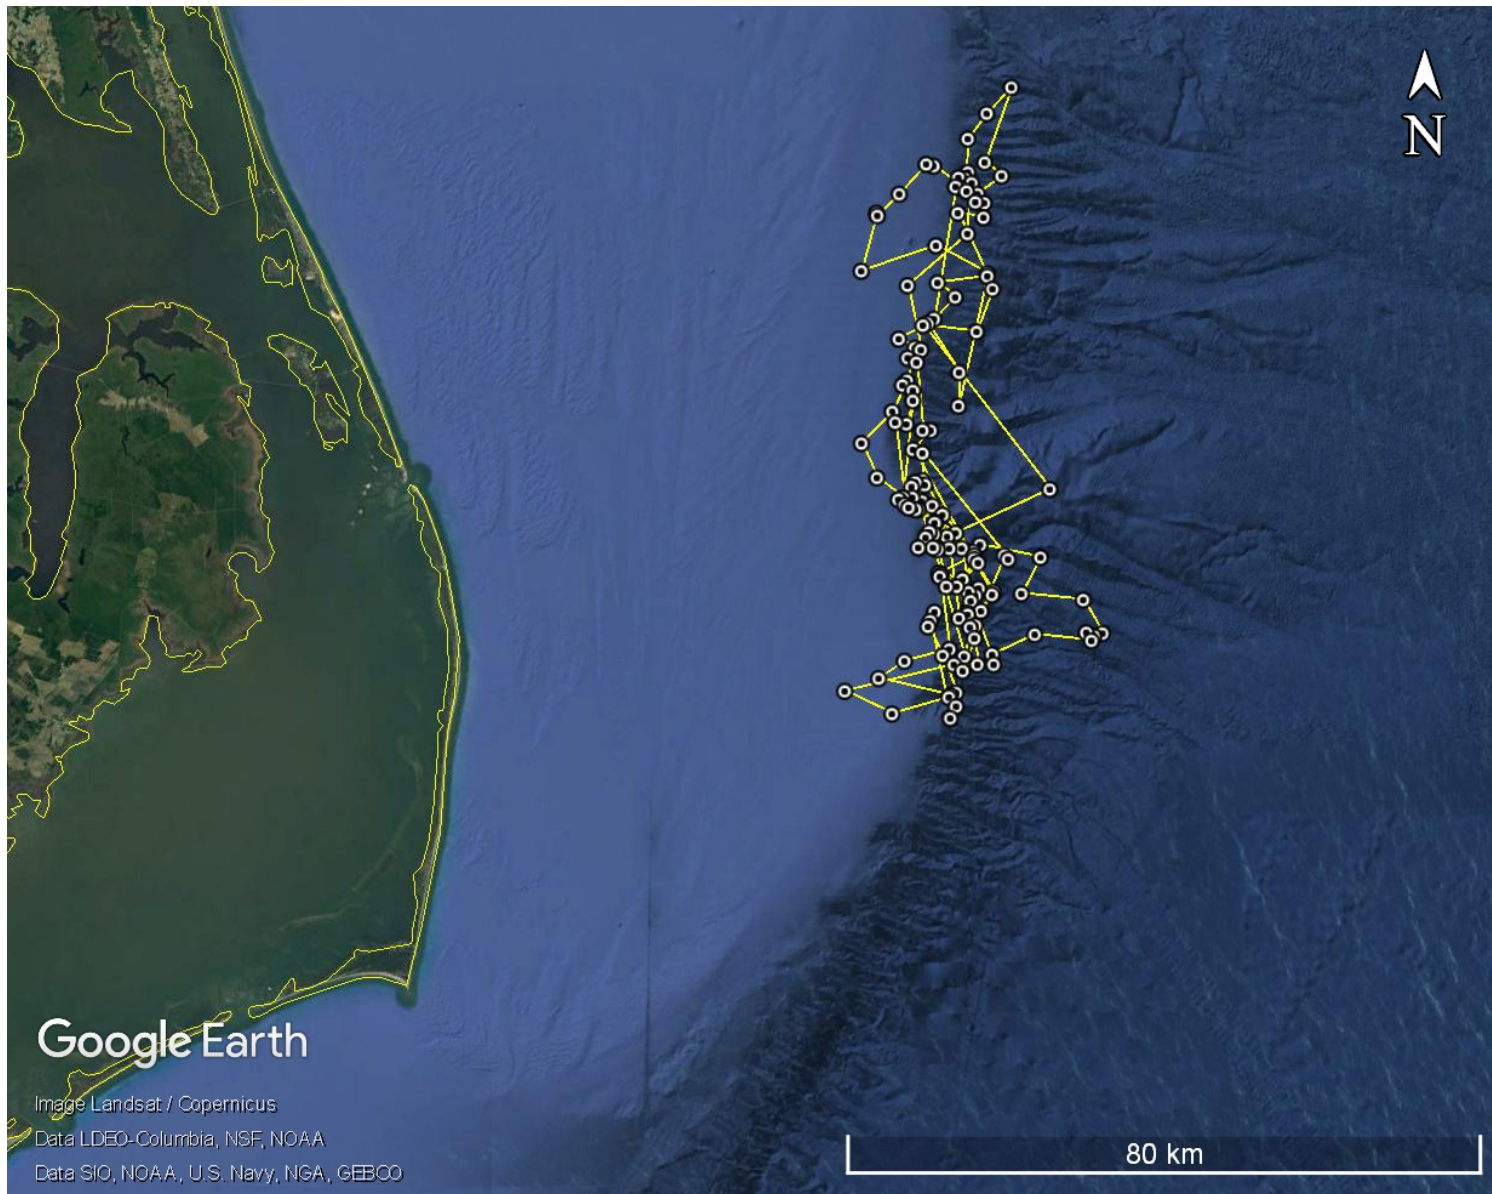 N
Google Earth
Image Landsat / Copernicus
Data LDEO-Columbia, NSF, NOAA
Data SIO, NOAA, U.S. Navy, NGA, GEBCO
80 km